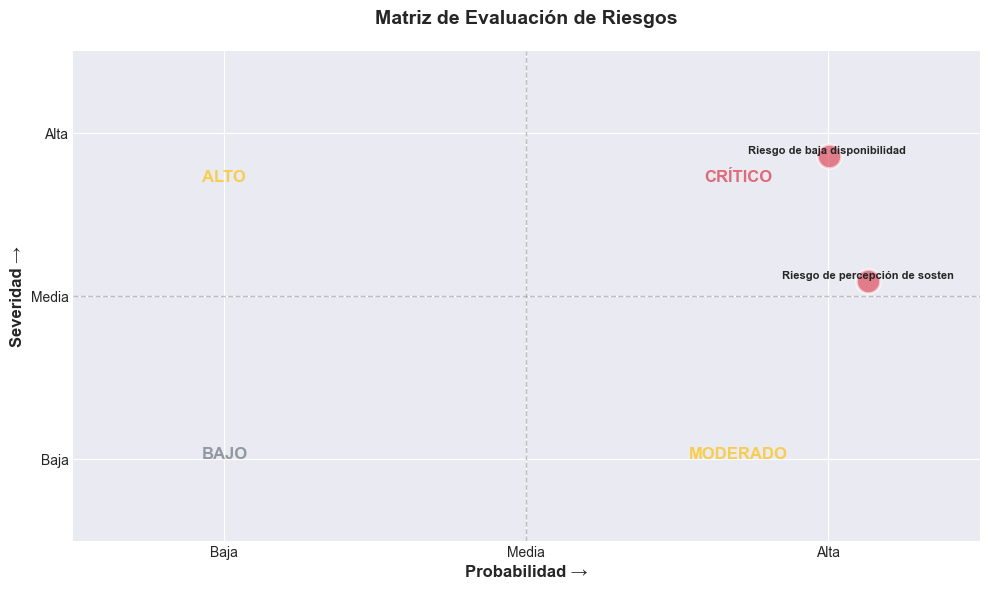 Matriz de Evaluación de Riesgos
Severidad →
Alta
Riesgo de baja disponibilidad
ALTO
CRÍTICO
Riesgo de percepción de sosten
Media
BAJO
MODERADO
Baja
Baja
Media
Alta
Probabilidad →